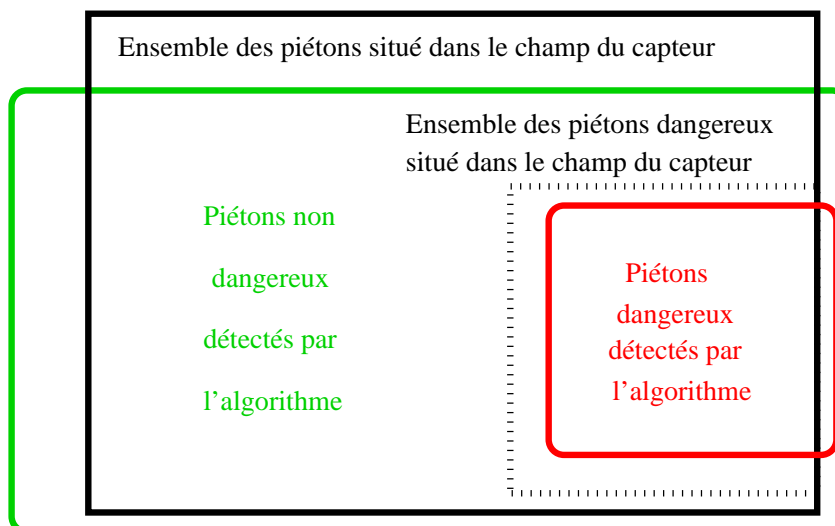 Ensemble des piétons situé dans le champ du capteur
Ensemble des piétons dangereux
situé dans le champ du capteur
Piétons non
dangereux
détectés par
l'algorithme
Piétons
dangereux
détectés par
l'algorithme